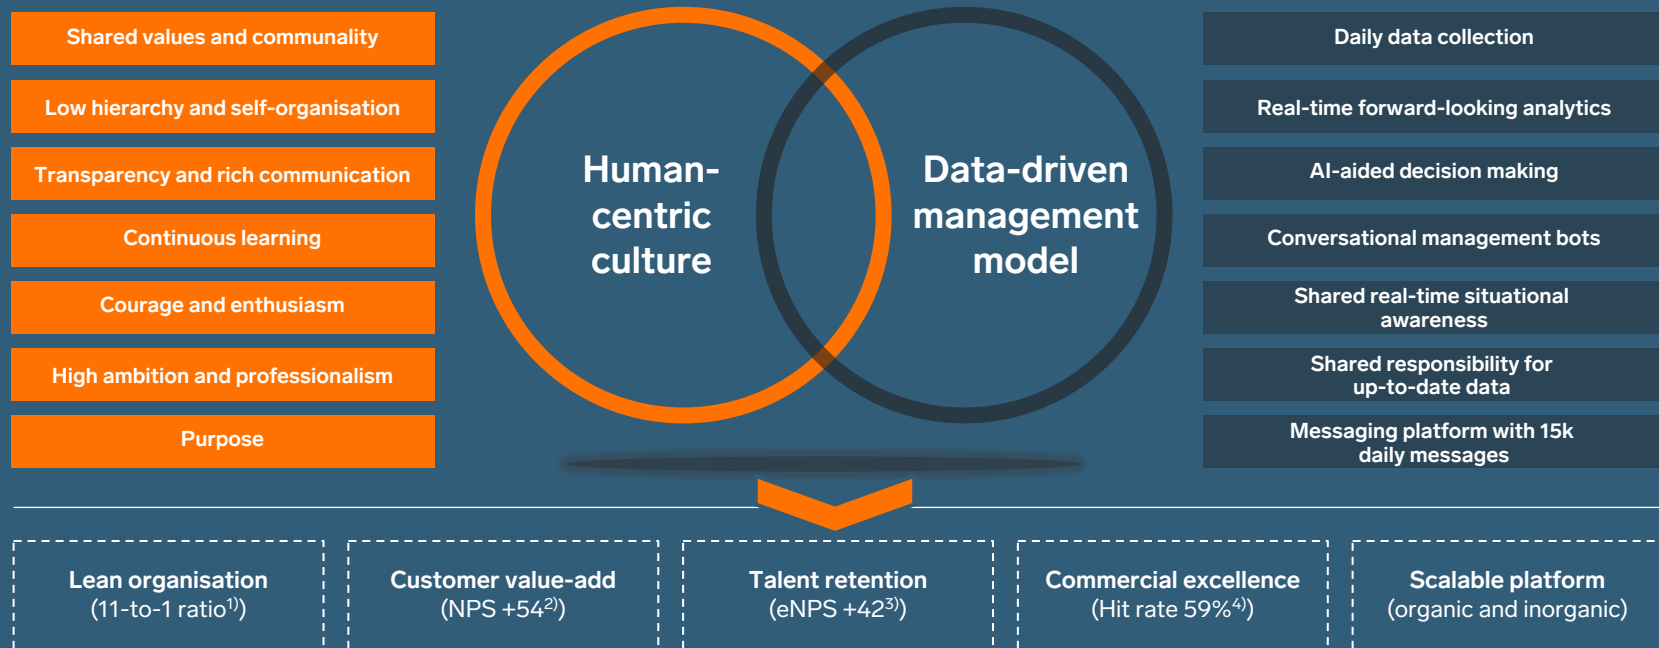 Shared values and communality
Low hierarchy and self-organisation
Transparency and rich communication
Continuous learning
Courage and enthusiasm
High ambition and professionalism
Purpose
Human-
centric
culture
Data-driven
management
model
Daily data collection
Real-time forward-looking analytics
AI-aided decision making
Conversational management bots
Shared real-time situational
awareness
Shared responsibility for
up-to-date data
Messaging platform with 15k
daily messages
Lean organisation
(11-to-1 ratio¹⁾)
Customer value-add
(NPS +54²⁾)
Talent retention
(eNPS +42³⁾)
Commercial excellence
(Hit rate 59%⁴⁾)
Scalable platform
(organic and inorganic)